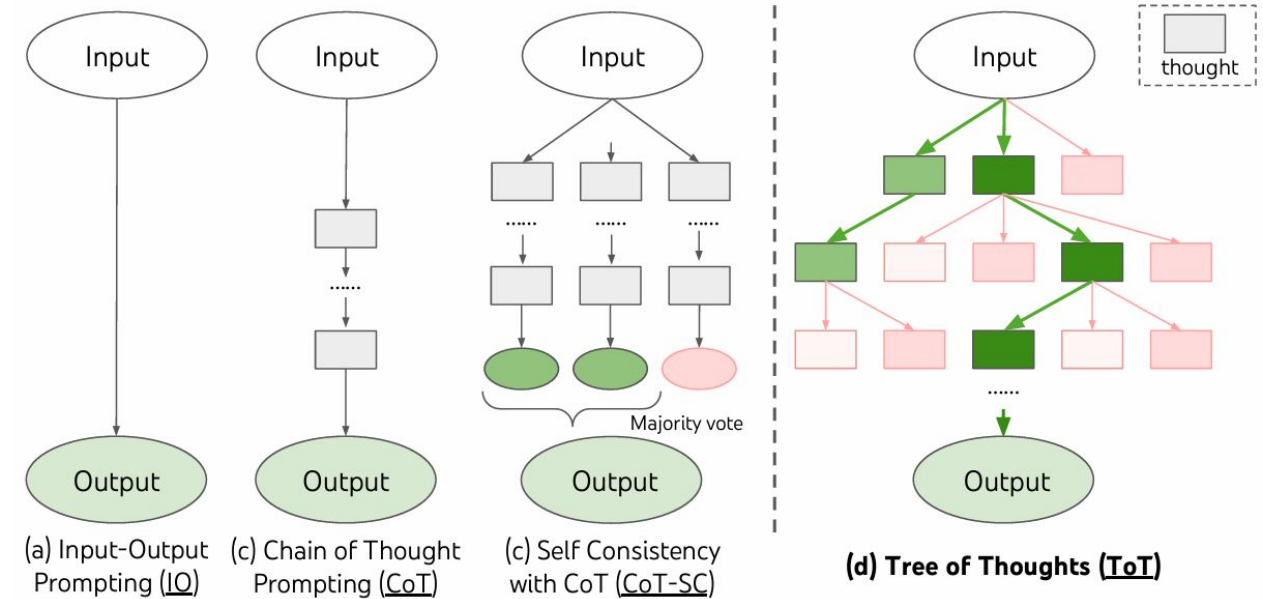 Input
Input
Input
Input
thought
......
......
......
......
......
Majority vote
Output
Output
Output
Output
(a) Input-Output
Prompting (IO)
(c) Chain of Thought
Prompting (CoT)
(c) Self Consistency
with CoT (CoT-SC)
(d) Tree of Thoughts (ToT)